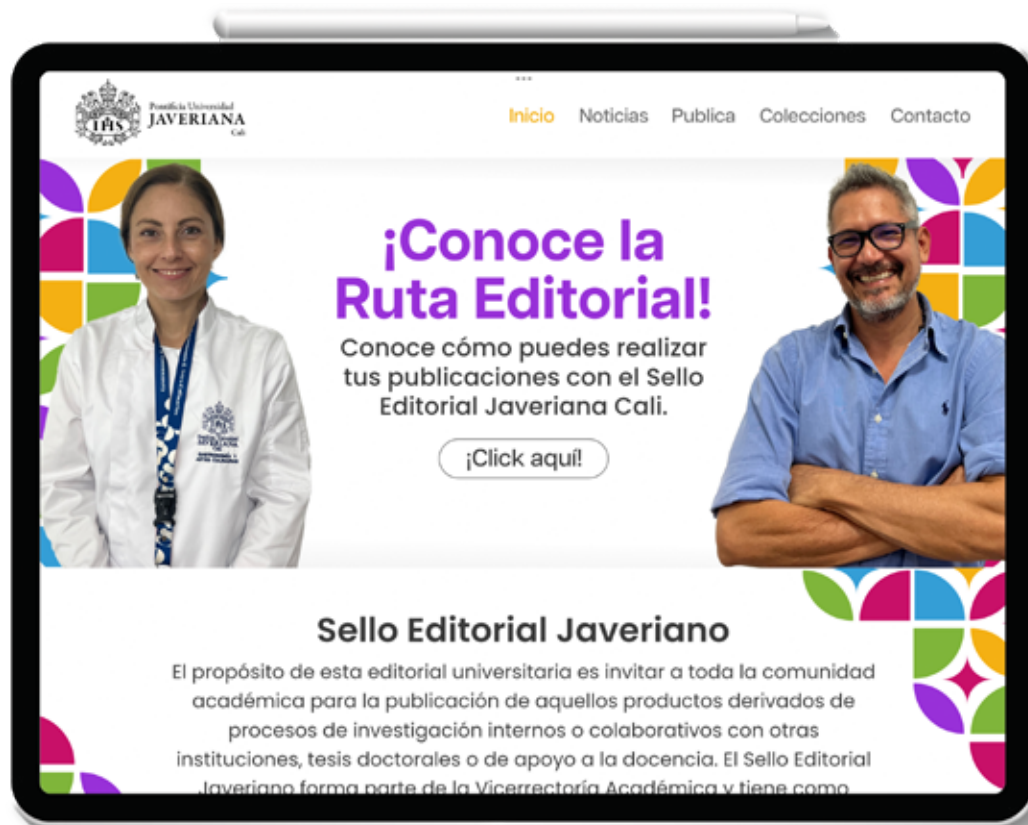 Pontificia Universidad
JAVERIANA
Cali
IHS
Inicio Noticias Publica Colecciones Contacto
¡Conoce la
Ruta Editorial!
Conoce cómo puedes realizar
tus publicaciones con el Sello
Editorial Javeriana Cali.
¡Click aquí!
JAVERIANA
Sello Editorial Javeriano
El propósito de esta editorial universitaria es invitar a toda la comunidad
académica para la publicación de aquellos productos derivados de
procesos de investigación internos o colaborativos con otras
instituciones, tesis doctorales o de apoyo a la docencia. El Sello Editorial
Javeriano forma parte de la Vicerrectoría Académica y tiene como